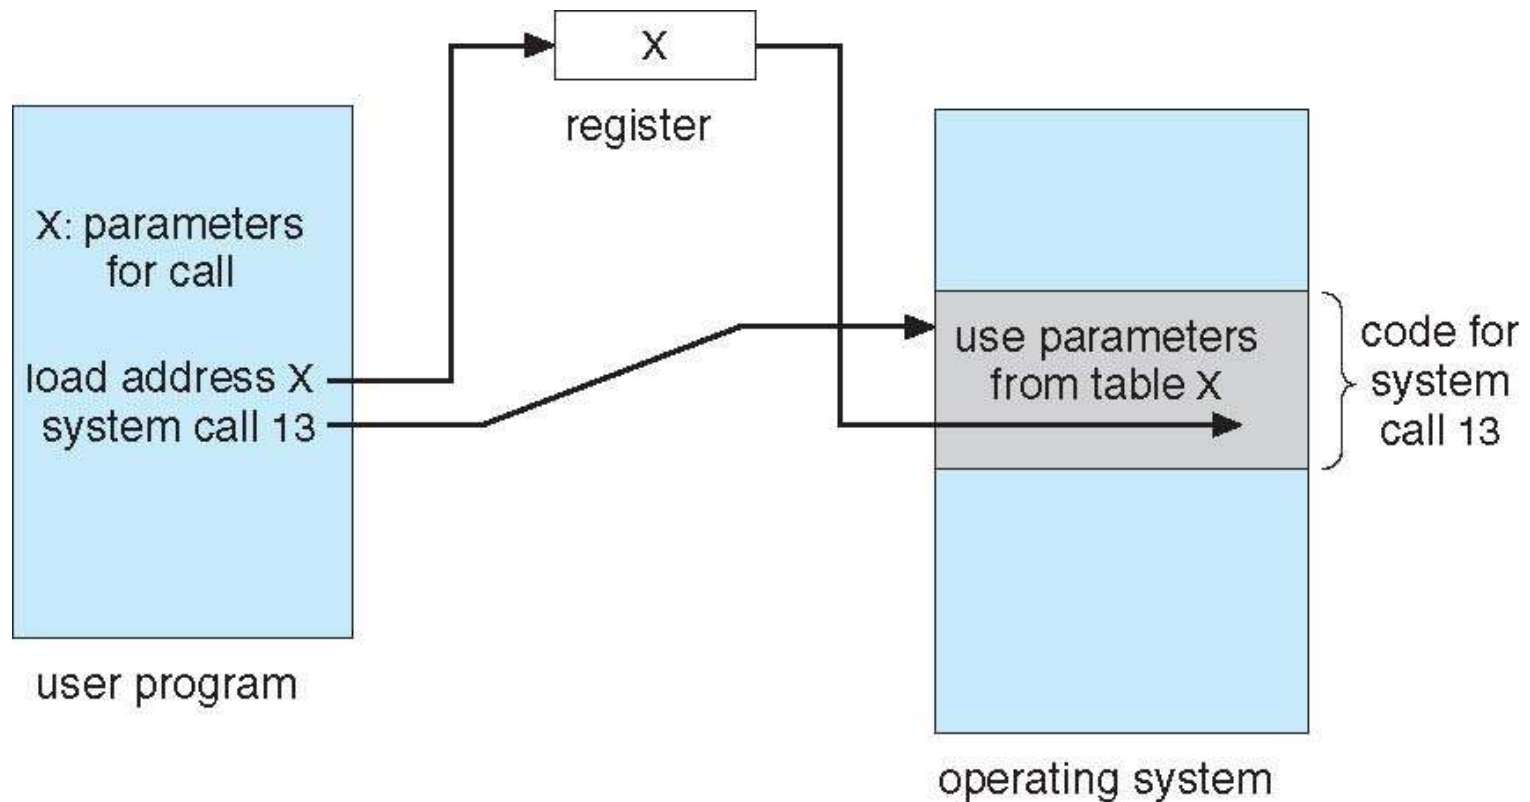 X
register
X: parameters
for call
load address X
system call 13
user program
use parameters
from table X
code for
system
call 13
operating system